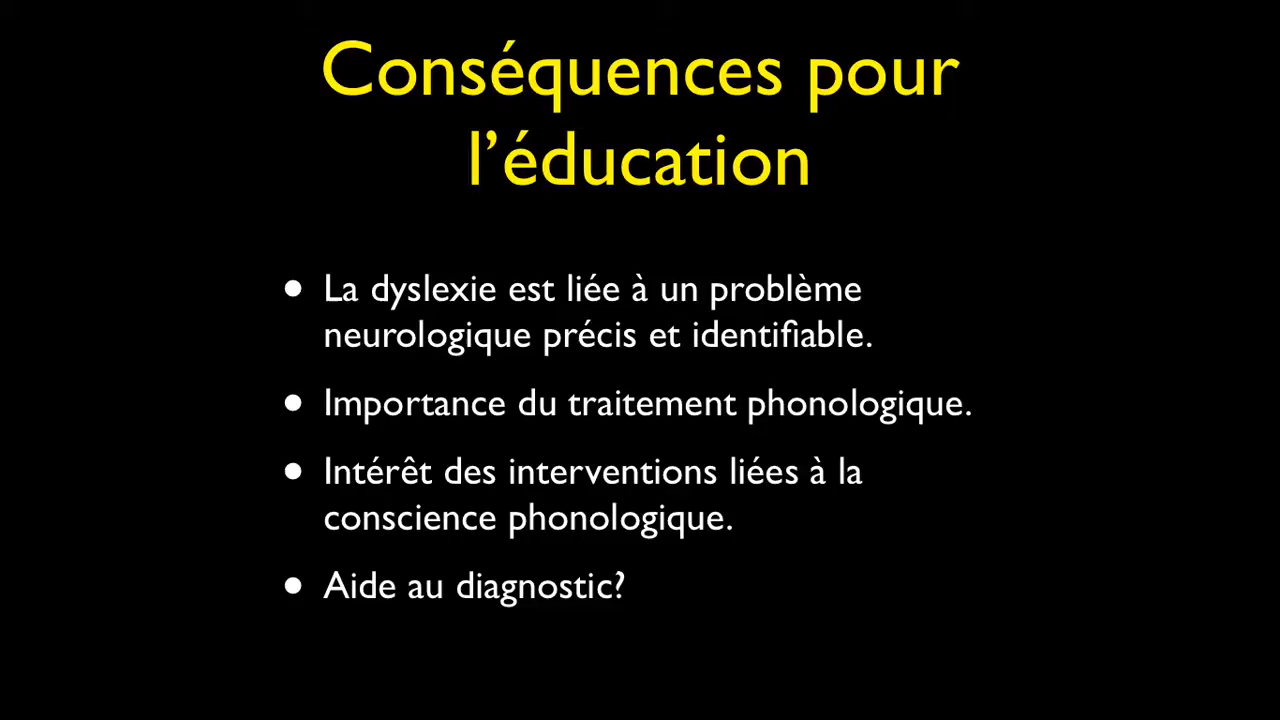 Conséquences pour
l’éducation
• La dyslexie est liée à un problème
neurologique précis et identifiable.
• Importance du traitement phonologique.
• Intérêt des interventions liées à la
conscience phonologique.
• Aide au diagnostic?